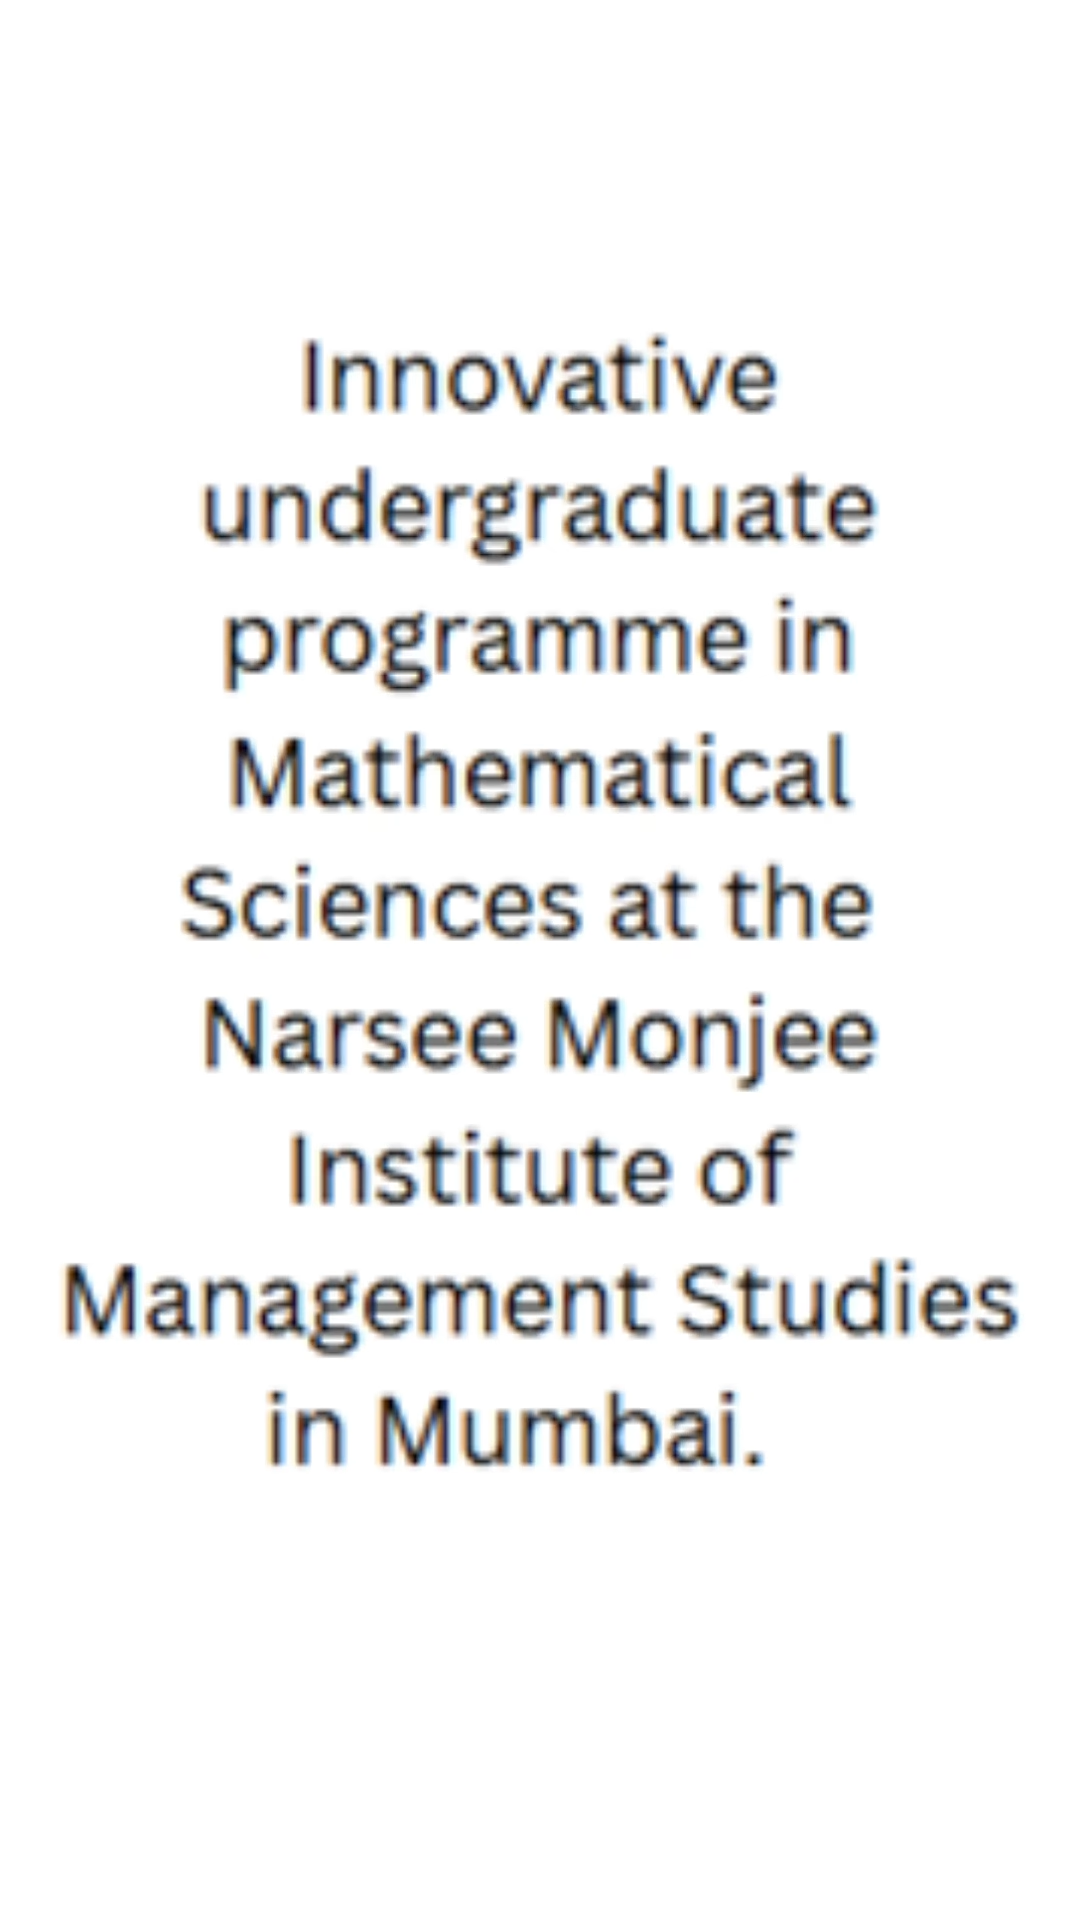 Innovative
undergraduate
programme in
Mathematical
Sciences at the
Narsee Monjee
Institute of
Management Studies
in Mumbai.